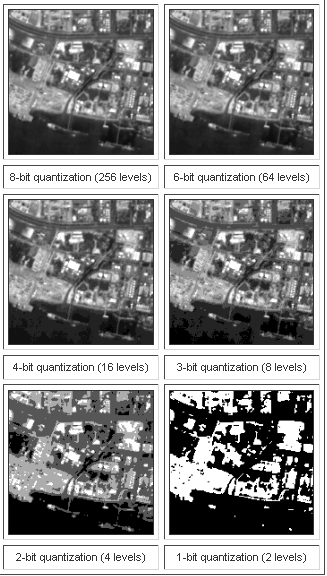 8-bit quantization (256 levels)
6-bit quantization (64 levels)
4-bit quantization (16 levels)
3-bit quantization (8 levels)
2-bit quantization (4 levels)
1-bit quantization (2 levels)